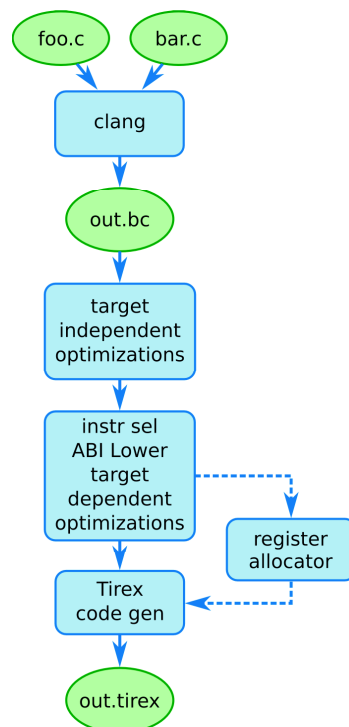 foo.c
bar.c
clang
out.bc
target
independent
optimizations
instr sel
ABI Lower
target
dependent
optimizations
register
allocator
Tirex
code gen
out.tirex